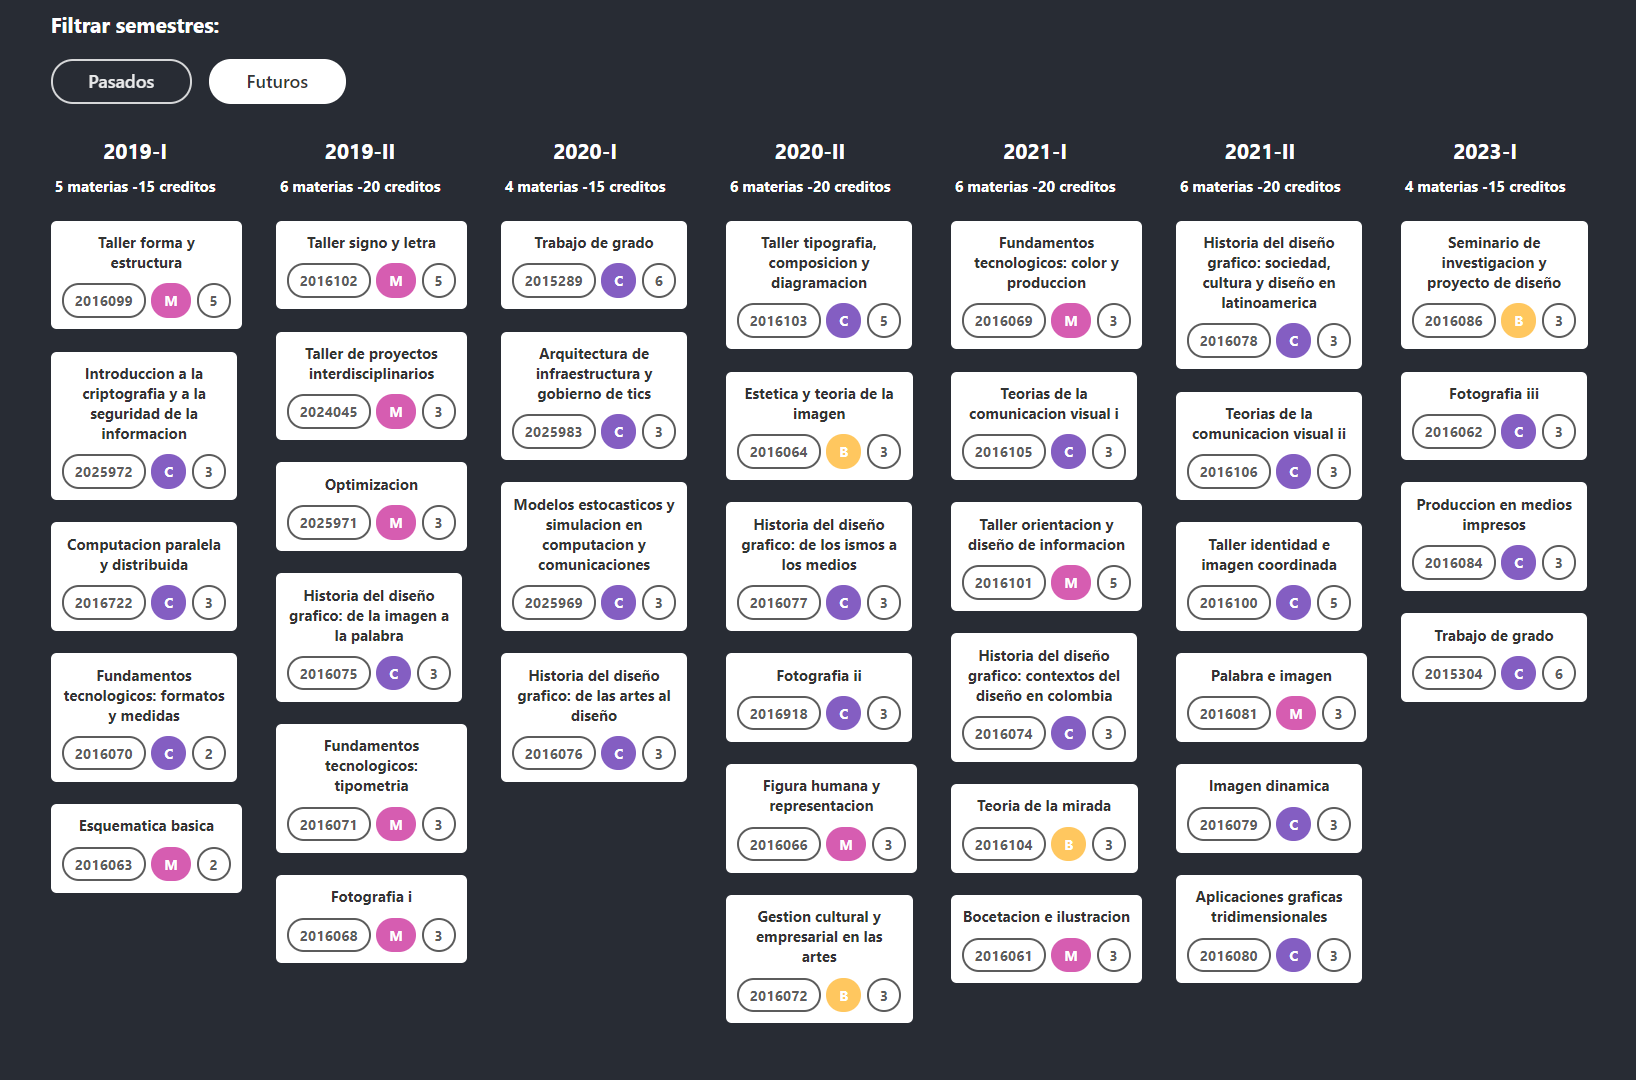 Filtrar semestres:
Pasados
Futuros
2019-I
5 materias -15 creditos
Taller forma y
estructura
2016099 M 5
Introduccion a la
criptografia y a la
seguridad de la
informacion
2025972 C 3
Computacion paralela
y distribuida
2016722 C 3
Fundamentos
tecnologicos: formatos
y medidas
2016070 C 2
Esquematica basica
2016063 M 2
2019-II
6 materias -20 creditos
Taller signo y letra
2016102 M 5
Taller de proyectos
interdisciplinarios
2024045 M 3
Optimizacion
2025971 M 3
Historia del diseño
grafico: de la imagen a
la palabra
2016075 C 3
Fundamentos
tecnologicos:
tipometria
2016071 M 3
Fotografia i
2016068 M 3
2020-I
4 materias -15 creditos
Trabajo de grado
2015289 C 6
Arquitectura de
infraestructura y
gobierno de tics
2025983 C 3
Modelos estocasticos y
simulacion en
computacion y
comunicaciones
2025969 C 3
Historia del diseño
grafico: de las artes al
diseño
2016076 C 3
2020-II
6 materias -20 creditos
Taller tipografia,
composicion y
diagramacion
2016103 C 5
Estetica y teoria de la
imagen
2016064 B 3
Historia del diseño
grafico: de los ismos a
los medios
2016077 C 3
Fotografia ii
2016918 C 3
Figura humana y
representacion
2016066 M 3
Gestion cultural y
empresarial en las
artes
2016072 B 3
2021-I
6 materias -20 creditos
Fundamentos
tecnologicos: color y
produccion
2016069 M 3
Teorias de la
comunicacion visual i
2016105 C 3
Taller orientacion y
diseño de informacion
2016101 M 5
Historia del diseño
grafico: contextos del
diseño en colombia
2016074 C 3
Teoria de la mirada
2016104 B 3
Bocetacion e ilustracion
2016061 M 3
2021-II
6 materias -20 creditos
Historia del diseño
grafico: sociedad,
cultura y diseño en
latinoamerica
2016078 C 3
Teorias de la
comunicacion visual ii
2016106 C 3
Taller identidad e
imagen coordinada
2016100 C 5
Palabra e imagen
2016081 M 3
Imagen dinamica
2016079 C 3
Aplicaciones graficas
tridimensionales
2016080 C 3
2023-I
4 materias -15 creditos
Seminario de
investigacion y
proyecto de diseño
2016086 B 3
Fotografia iii
2016062 C 3
Produccion en medios
impresos
2016084 C 3
Trabajo de grado
2015304 C 6